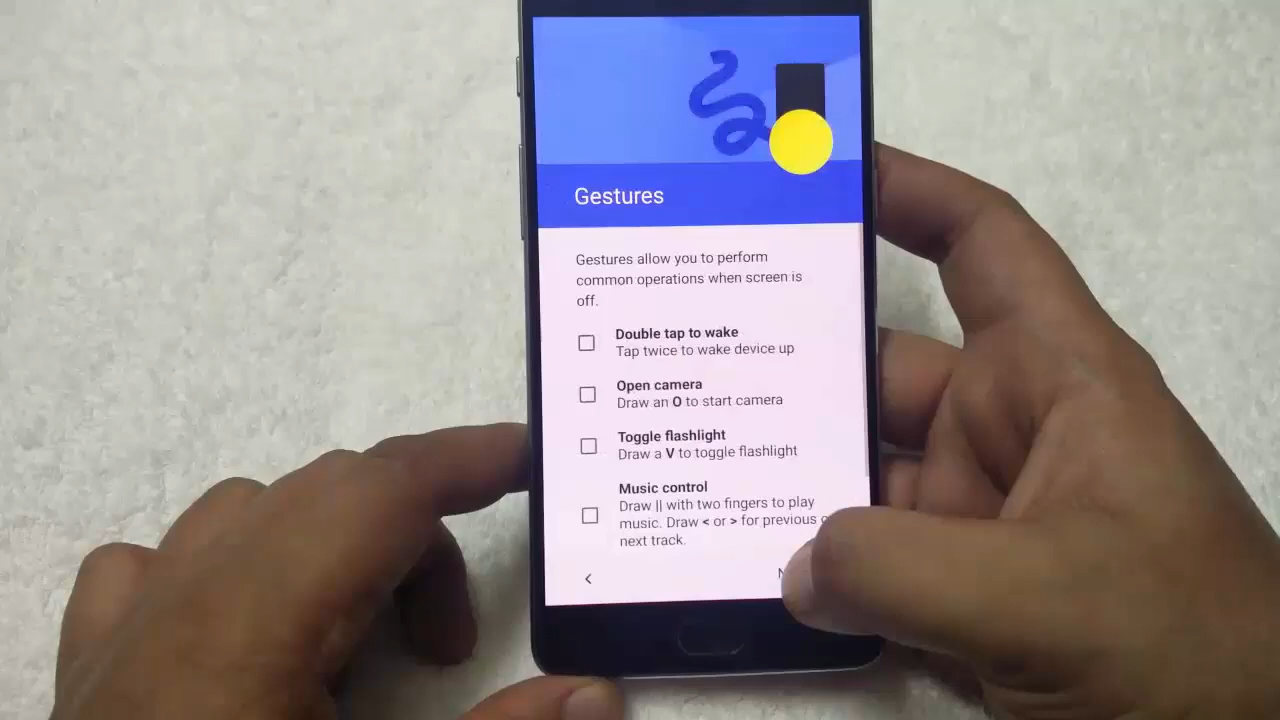 Gestures
Gestures allow you to perform
common operations when screen is
off.
Double tap to wake
Tap twice to wake device up
Open camera
Draw an O to start camera
Toggle flashlight
Draw a V to toggle flashlight
Music control
Draw || with two fingers to play
music. Draw < or > for previous
next track.